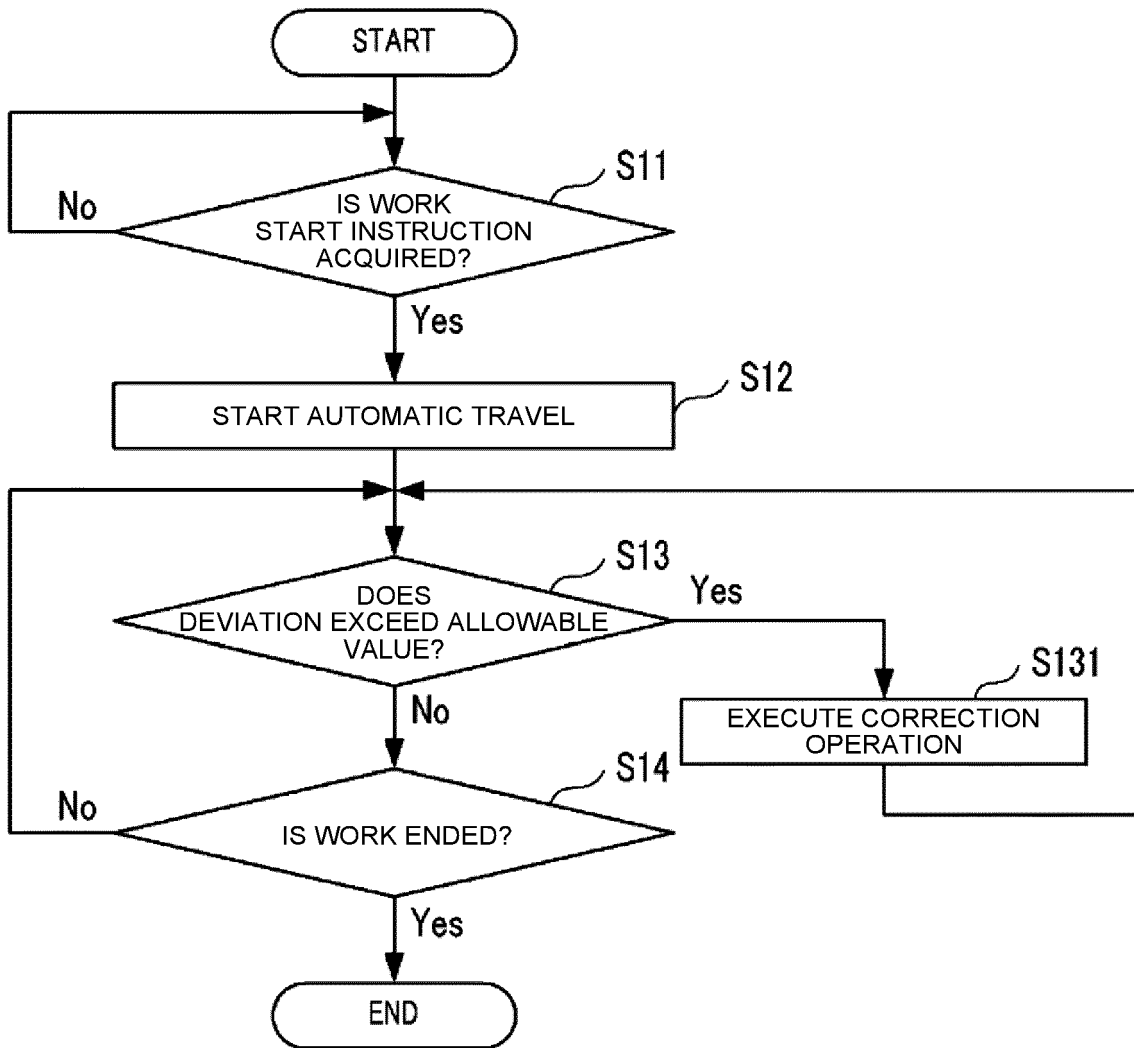 START
S11
No
IS WORK
START INSTRUCTION
ACQUIRED?
Yes
S12
START AUTOMATIC TRAVEL
S13
Yes
DOES
DEVIATION EXCEED ALLOWABLE
VALUE?
S131
No
EXECUTE CORRECTION
OPERATION
S14
No
IS WORK ENDED?
Yes
END